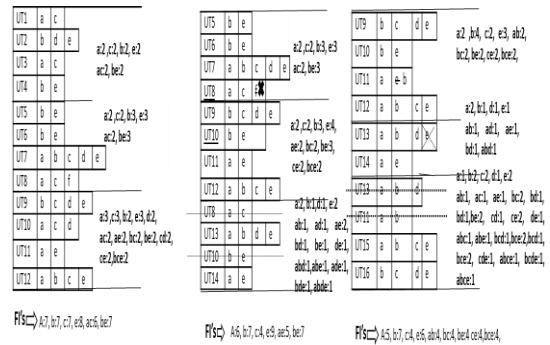 UT1 a c
UT2 b d e
UT3 a c
UT4 b e
a:2 ,c:2, b:2, e:2
ac:2, be:2
UT5 b e
UT6 b e
UT7 a b c d e
UT8 a c f
a:2 ,c:2, b:3, e:3
ac:2, be:3
UT9 b c d e
UT10 a c d
UT11 a e
UT12 a b c e
a:3 ,c:3, b:2, e:3, d:2,
ac:2, ae:2, bc:2, be:2, cd:2,
ce:2,bce:2
FI's A:7, b:7, c:7, e:8, ac:6, be:7
UT5 b e
UT6 b e
UT7 a b c d e
UT8 a c f
a:2 ,c:2, b:3, e:3
ac:2, be:3
UT9 b c d e
UT10 b e
UT11 a e
UT12 a b c e
a:2 ,c:2, b:3, e:4,
ae:2, bc:2, be:3,
ce:2, bce:2
UT8 a c
UT13 a b d e
UT10 b e
UT14 a e
a:2, b:1,d:1, e:2
ab:1, ad:1, ae:2,
bd:1, be:1, de:1,
abd:1,abe:1, ade:1,
bde:1, abde:1
FI's A:6, b:7, c:4, e:9, ae:5, be:7
UT9 b c d e
UT10 b e
UT11 a e b
UT12 a b c e
a:2 ,b:4, c:2, e:3, ab:2,
bc:2, be:2, ce:2,bce:2,
UT13 a b d e
UT14 a e
a:2, b:1, d:1, e:1
ab:1, ad:1, ae:1,
bd:1, abd:1
UT13 a b d
UT11 a b
UT15 a b c e
UT16 b c d e
a:1, b:2, c:2, d:1, e:2
ab:1, ac:1, ae:1, bc:2, bd:1,
bd:1,be:2, cd:1, ce:2, de:1,
abc:1, abe:1, bcd:1,bce:2,bcd:1,
bce:2, cde:1, abce:1, bcde:1,
abce:1
FI's A:5, b:7, c:4, e:6, ab:4, bc:4, be:4 ce:4,bce:4,